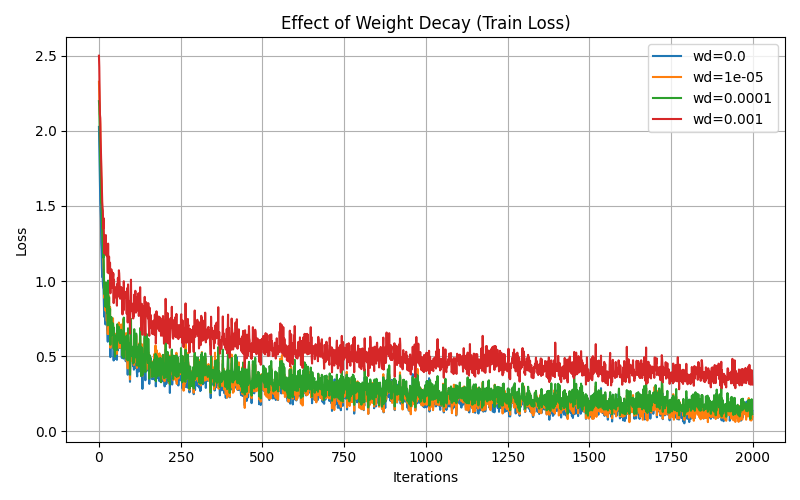 Effect of Weight Decay (Train Loss)
wd=0.0
wd=1e-05
wd=0.0001
wd=0.001
Loss
2.5
2.0
1.5
1.0
0.5
0.0
0 250 500 750 1000 1250 1500 1750 2000
Iterations